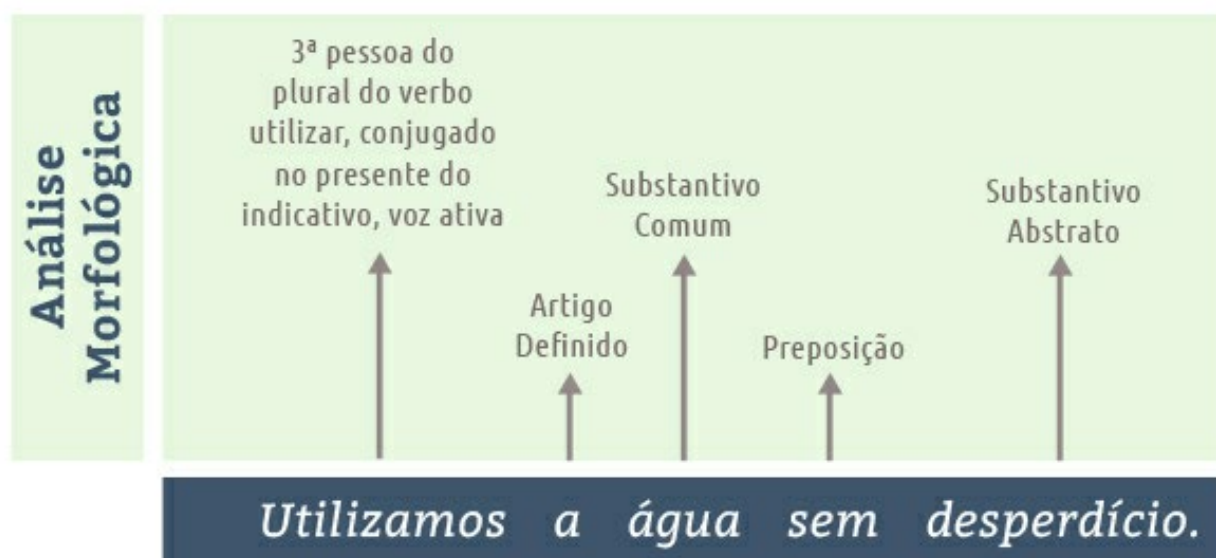 Análise
Morfológica
3ª pessoa do
plural do verbo
utilizar, conjugado
no presente do
indicativo, voz ativa
Artigo
Definido
Substantivo
Comum
Preposição
Substantivo
Abstrato
Utilizamos a água sem desperdício.